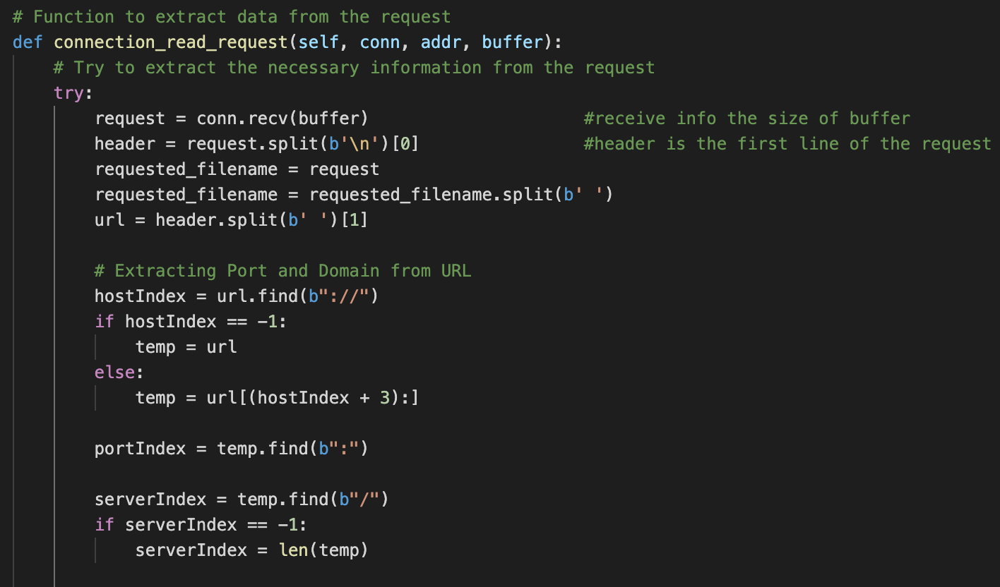 # Function to extract data from the request
def connection_read_request(self, conn, addr, buffer):
    # Try to extract the necessary information from the request
    try:
        request = conn.recv(buffer)                     #receive info the size of buffer
        header = request.split(b'\n')[0]                #header is the first line of the request
        requested_filename = request
        requested_filename = requested_filename.split(b' ')
        url = header.split(b' ')[1]

        # Extracting Port and Domain from URL
        hostIndex = url.find(b"://")
        if hostIndex == -1:
            temp = url
        else:
            temp = url[(hostIndex + 3):]

        portIndex = temp.find(b":")

        serverIndex = temp.find(b"/")
        if serverIndex == -1:
            serverIndex = len(temp)